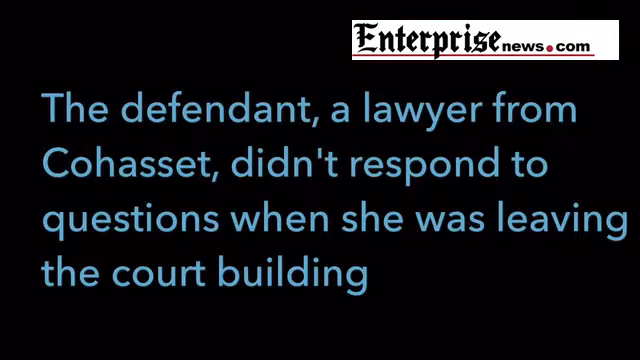 Enterprisenews.com
The defendant, a lawyer from
Cohasset, didn't respond to
questions when she was leaving
the court building